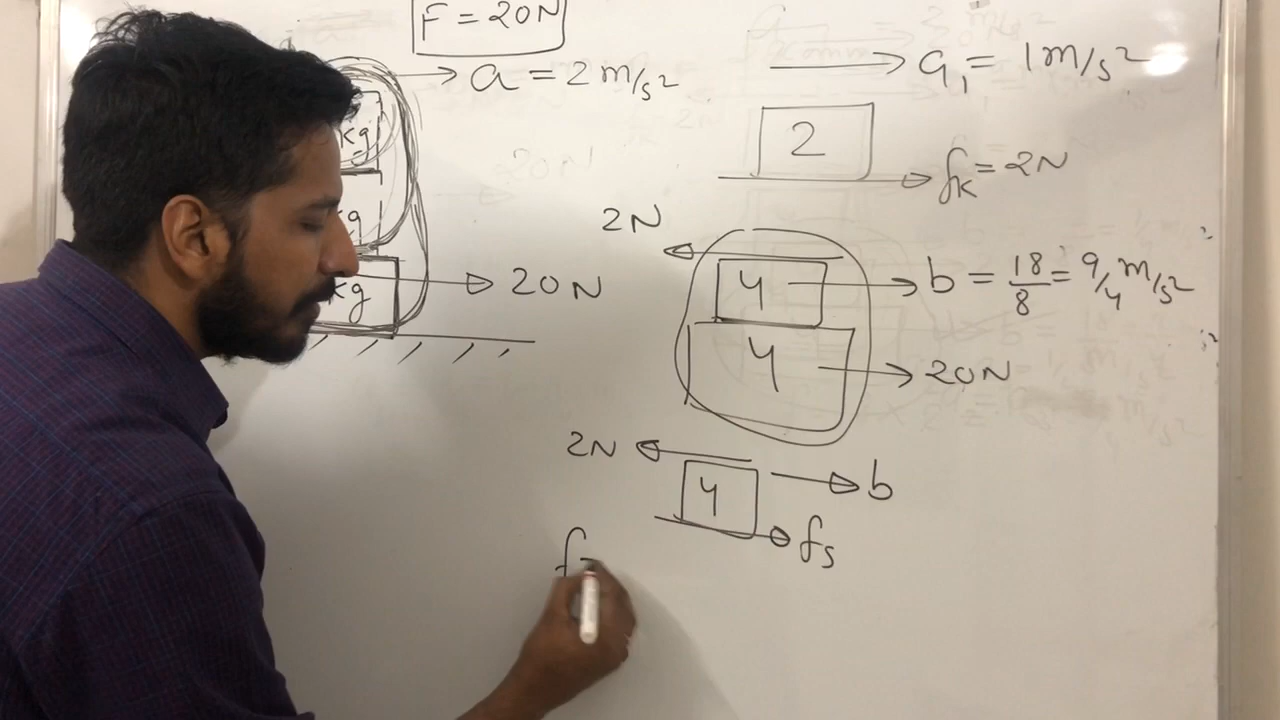 F = 20N
a = 2 m/s²
kg
kg
kg
20N
a₁ = 1m/s²
2
fₖ = 2N
2N
4
b = 18/8 = 9/4 m/s²
4
20N
2N
4
b
fₛ
f